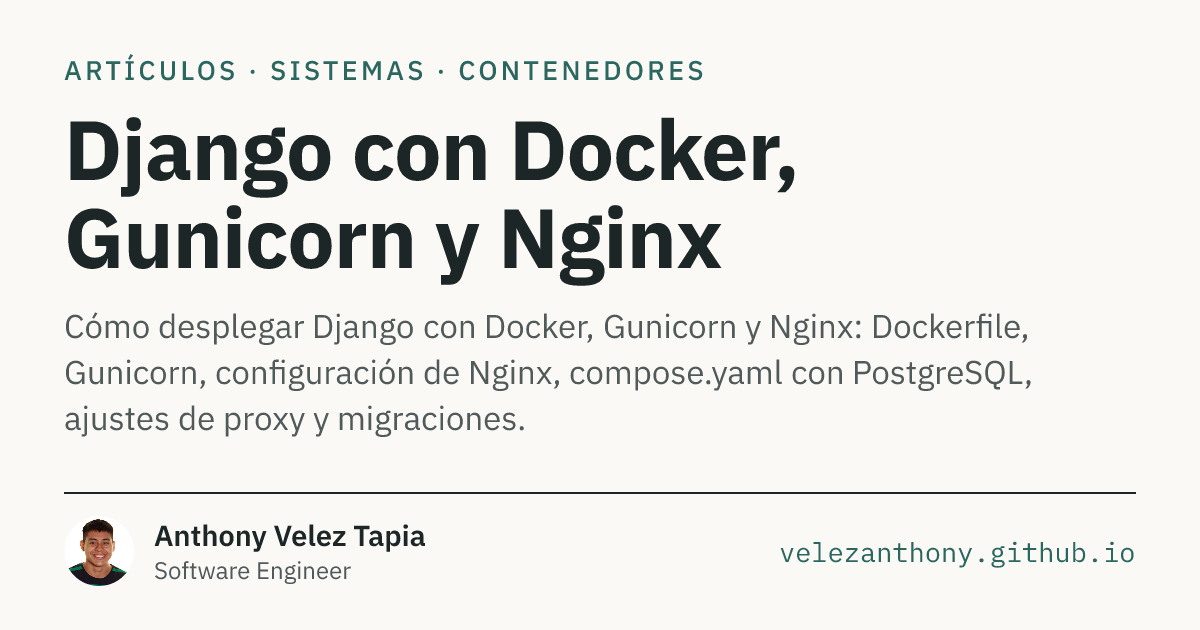 ARTÍCULOS · SISTEMAS · CONTENEDORES
Django con Docker,
Gunicorn y Nginx
Cómo desplegar Django con Docker, Gunicorn y Nginx: Dockerfile,
Gunicorn, configuración de Nginx, compose.yaml con PostgreSQL,
ajustes de proxy y migraciones.
Anthony Velez Tapia
Software Engineer
velezanthony.github.io